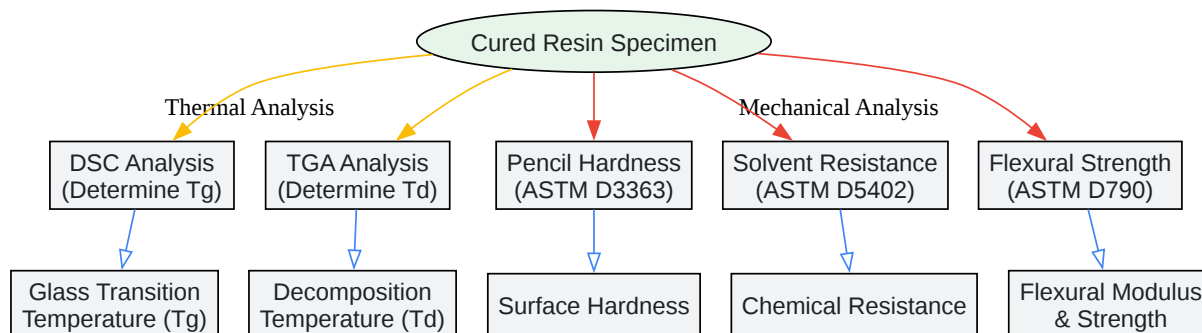 Cured Resin Specimen
Thermal Analysis
Mechanical Analysis
DSC Analysis
(Determine Tg)
TGA Analysis
(Determine Td)
Pencil Hardness
(ASTM D3363)
Solvent Resistance
(ASTM D5402)
Flexural Strength
(ASTM D790)
Glass Transition
Temperature (Tg)
Decomposition
Temperature (Td)
Surface Hardness
Chemical Resistance
Flexural Modulus
& Strength